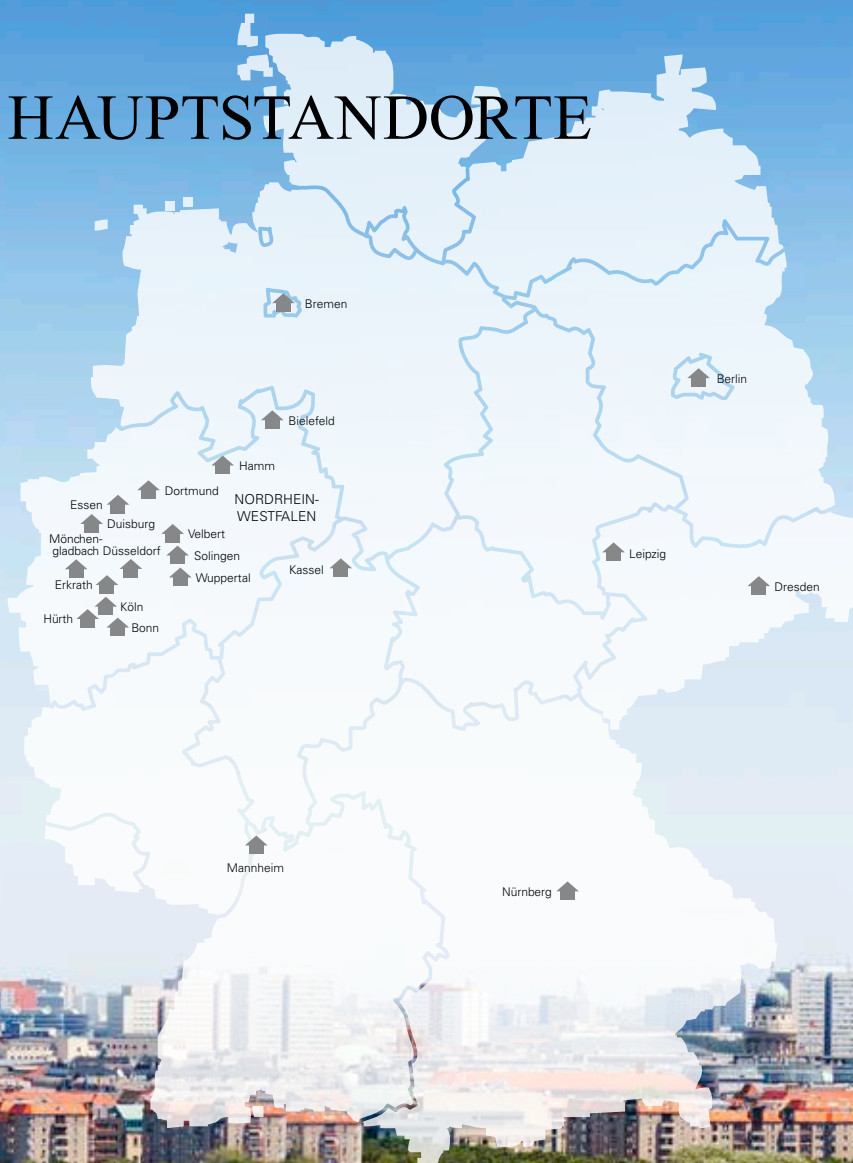 HAUPTSTANDORTE
Bremen
Berlin
Bielefeld
Hamm
Dortmund
NORDRHEIN-
WESTFALEN
Essen
Duisburg
Velbert
Mönchen-
gladbach
Düsseldorf
Solingen
Leipzig
Kassel
Wuppertal
Erkrath
Dresden
Köln
Hürth
Bonn
Mannheim
Nürnberg